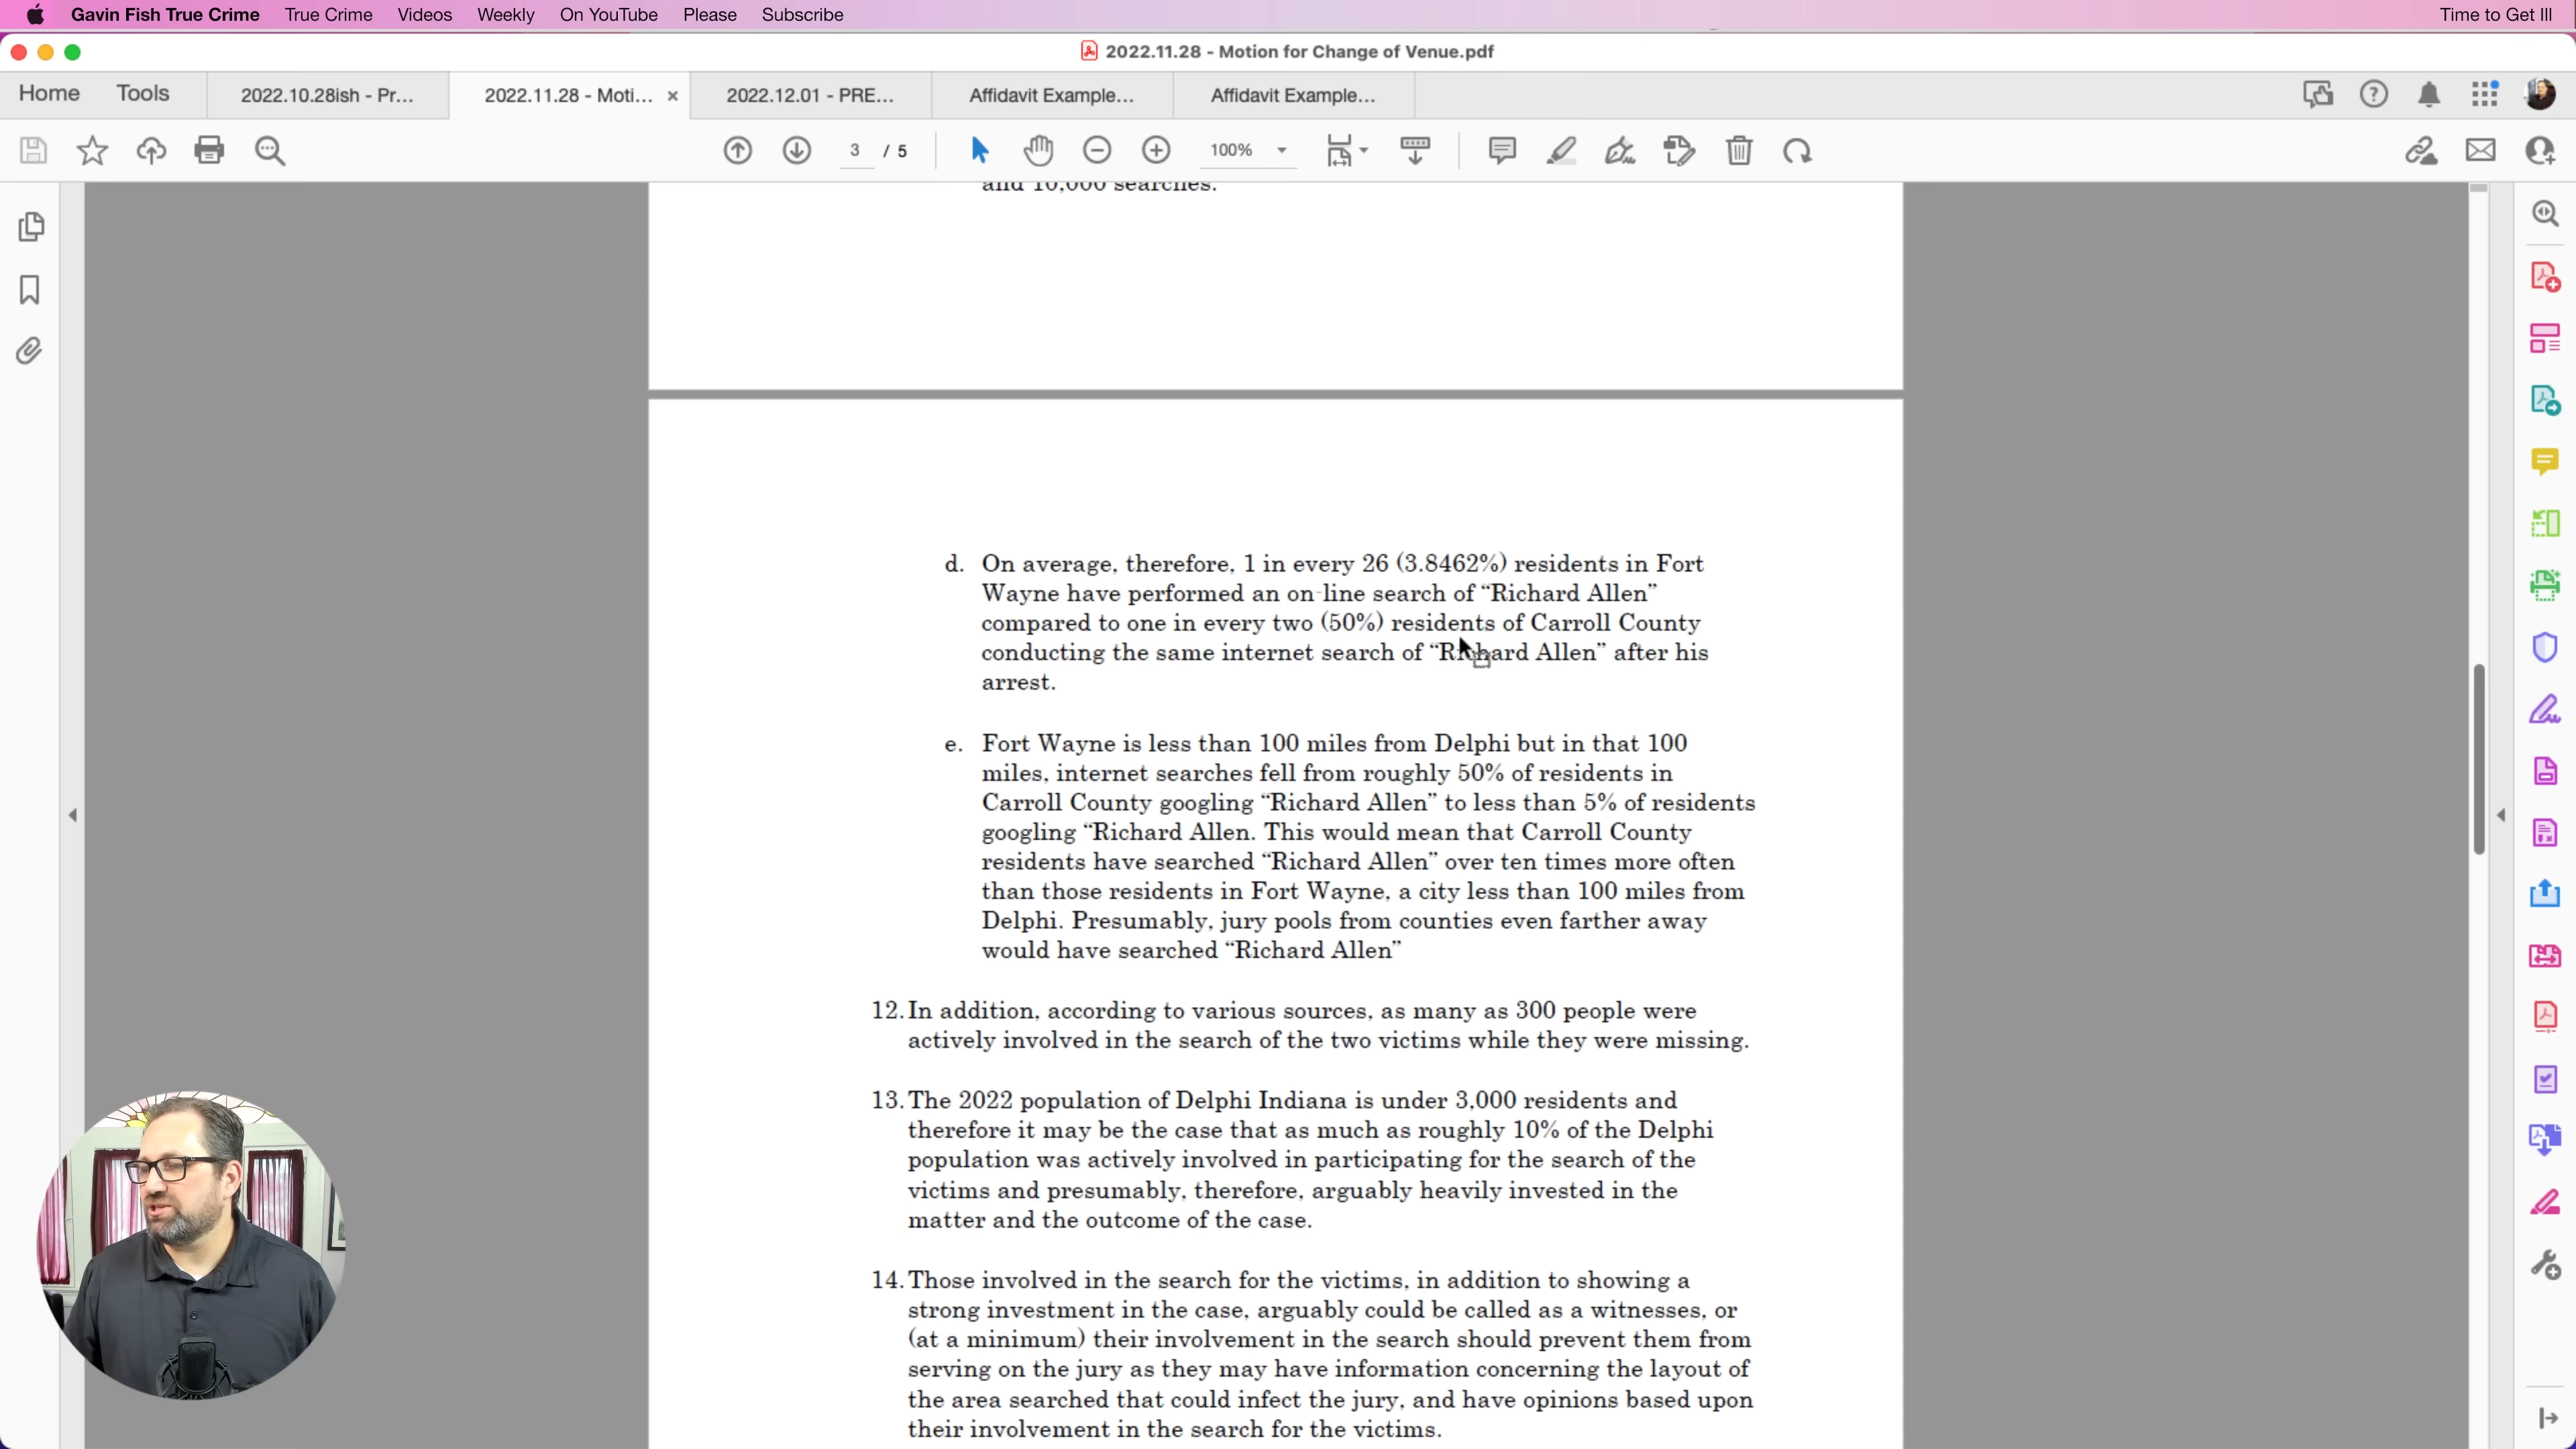 Gavin Fish True Crime True Crime Videos Weekly On YouTube Please Subscribe Time to Get Ill
2022.11.28 - Motion for Change of Venue.pdf
Home Tools 2022.10.28ish - Pr... 2022.11.28 - Moti... × 2022.12.01 - PRE... Affidavit Example... Affidavit Example...
3 / 5 100%
and 10,000 searches.
d. On average, therefore, 1 in every 26 (3.8462%) residents in Fort
Wayne have performed an on-line search of “Richard Allen”
compared to one in every two (50%) residents of Carroll County
conducting the same internet search of “Richard Allen” after his
arrest.
e. Fort Wayne is less than 100 miles from Delphi but in that 100
miles, internet searches fell from roughly 50% of residents in
Carroll County googling “Richard Allen” to less than 5% of residents
googling “Richard Allen. This would mean that Carroll County
residents have searched “Richard Allen” over ten times more often
than those residents in Fort Wayne, a city less than 100 miles from
Delphi. Presumably, jury pools from counties even farther away
would have searched “Richard Allen”
12. In addition, according to various sources, as many as 300 people were
actively involved in the search of the two victims while they were missing.
13. The 2022 population of Delphi Indiana is under 3,000 residents and
therefore it may be the case that as much as roughly 10% of the Delphi
population was actively involved in participating for the search of the
victims and presumably, therefore, arguably heavily invested in the
matter and the outcome of the case.
14. Those involved in the search for the victims, in addition to showing a
strong investment in the case, arguably could be called as a witnesses, or
(at a minimum) their involvement in the search should prevent them from
serving on the jury as they may have information concerning the layout of
the area searched that could infect the jury, and have opinions based upon
their involvement in the search for the victims.